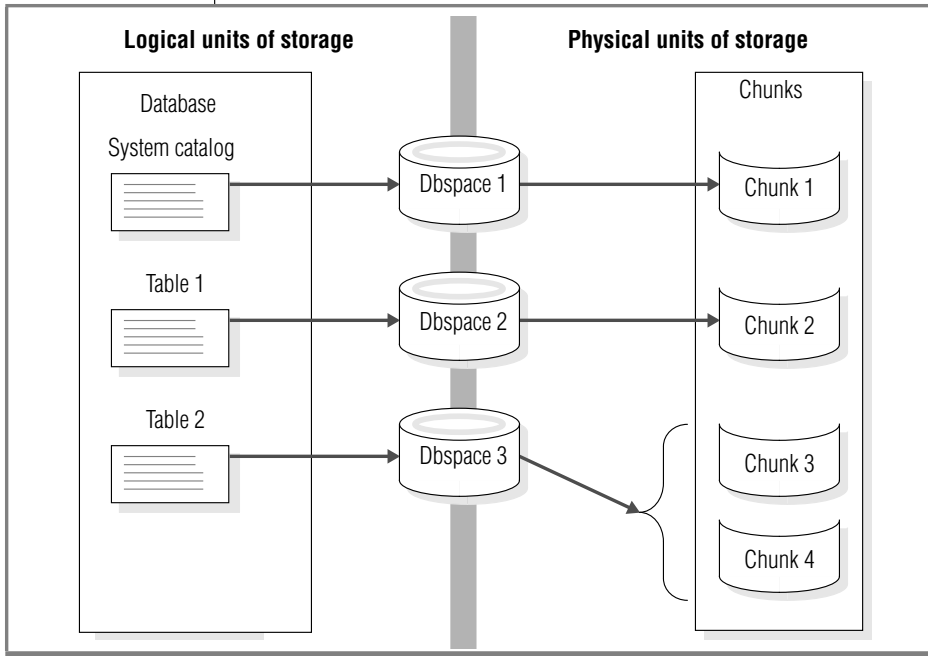 Logical units of storage
Physical units of storage
Database
Chunks
System catalog
Dbspace 1
Chunk 1
Table 1
Dbspace 2
Chunk 2
Table 2
Dbspace 3
Chunk 3
Chunk 4